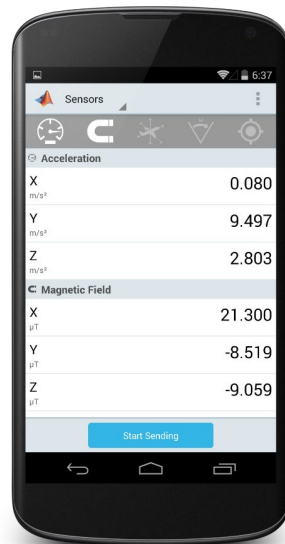 6:37
Sensors
Acceleration
X
0.080
m/s²
Y
9.497
m/s²
Z
2.803
m/s²
Magnetic Field
X
21.300
µT
Y
-8.519
µT
Z
-9.059
µT
Start Sending